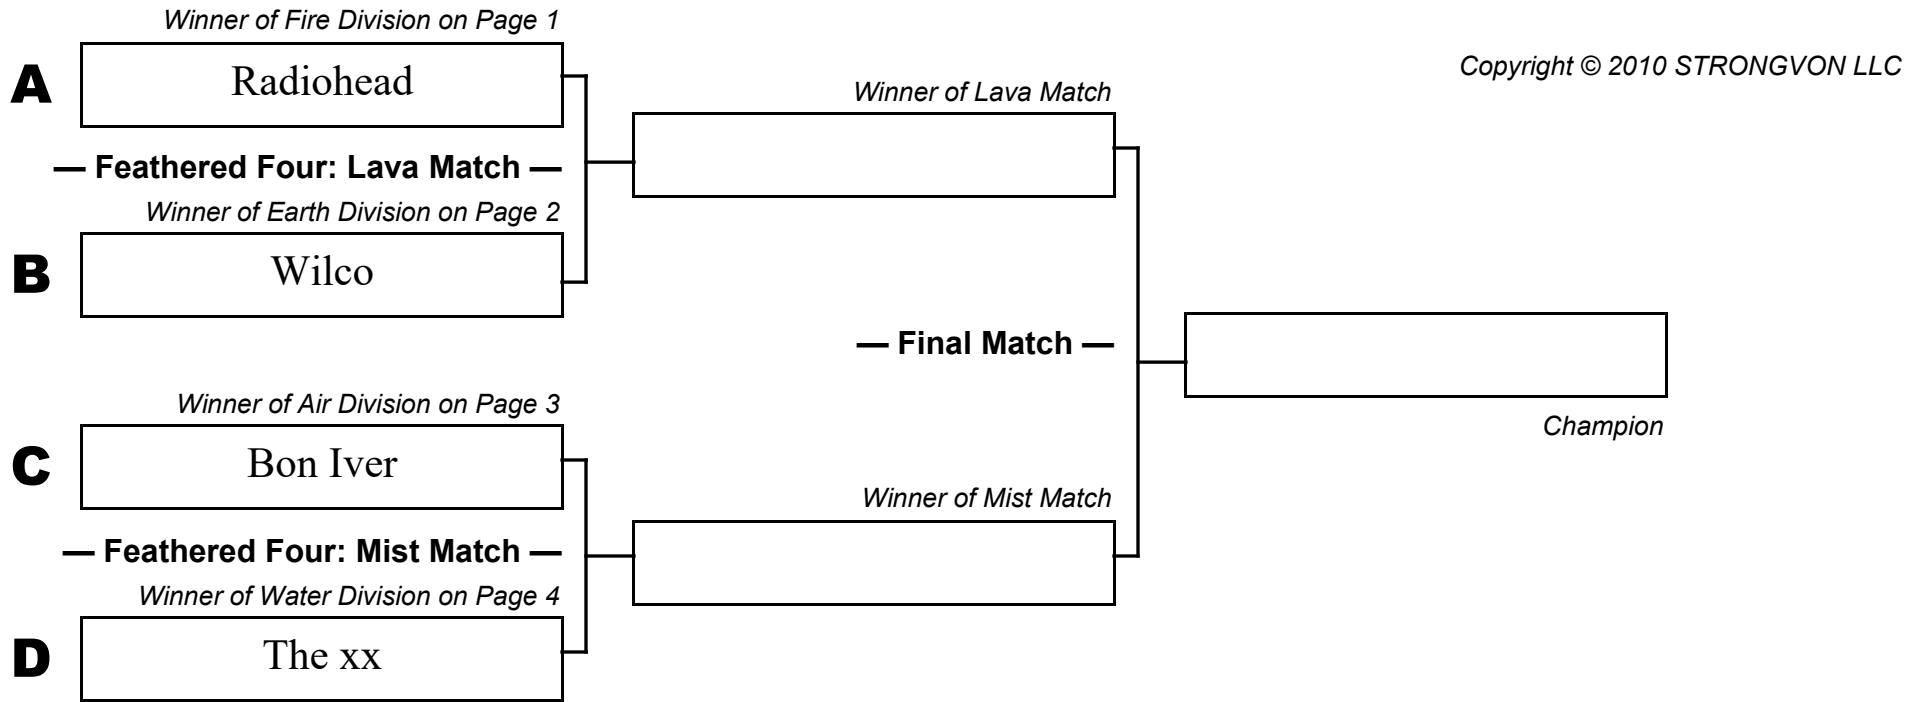 Winner of Fire Division on Page 1
A
Radiohead
Copyright © 2010 STRONGVON LLC
Winner of Lava Match
— Feathered Four: Lava Match —
Winner of Earth Division on Page 2
B
Wilco
— Final Match —
Winner of Air Division on Page 3
Champion
C
Bon Iver
Winner of Mist Match
— Feathered Four: Mist Match —
Winner of Water Division on Page 4
D
The xx